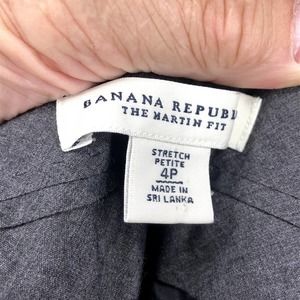 BANANA REPUBL
THE MARTIN FIT
STRETCH
PETITE
4P
MADE IN
SRI LANKA